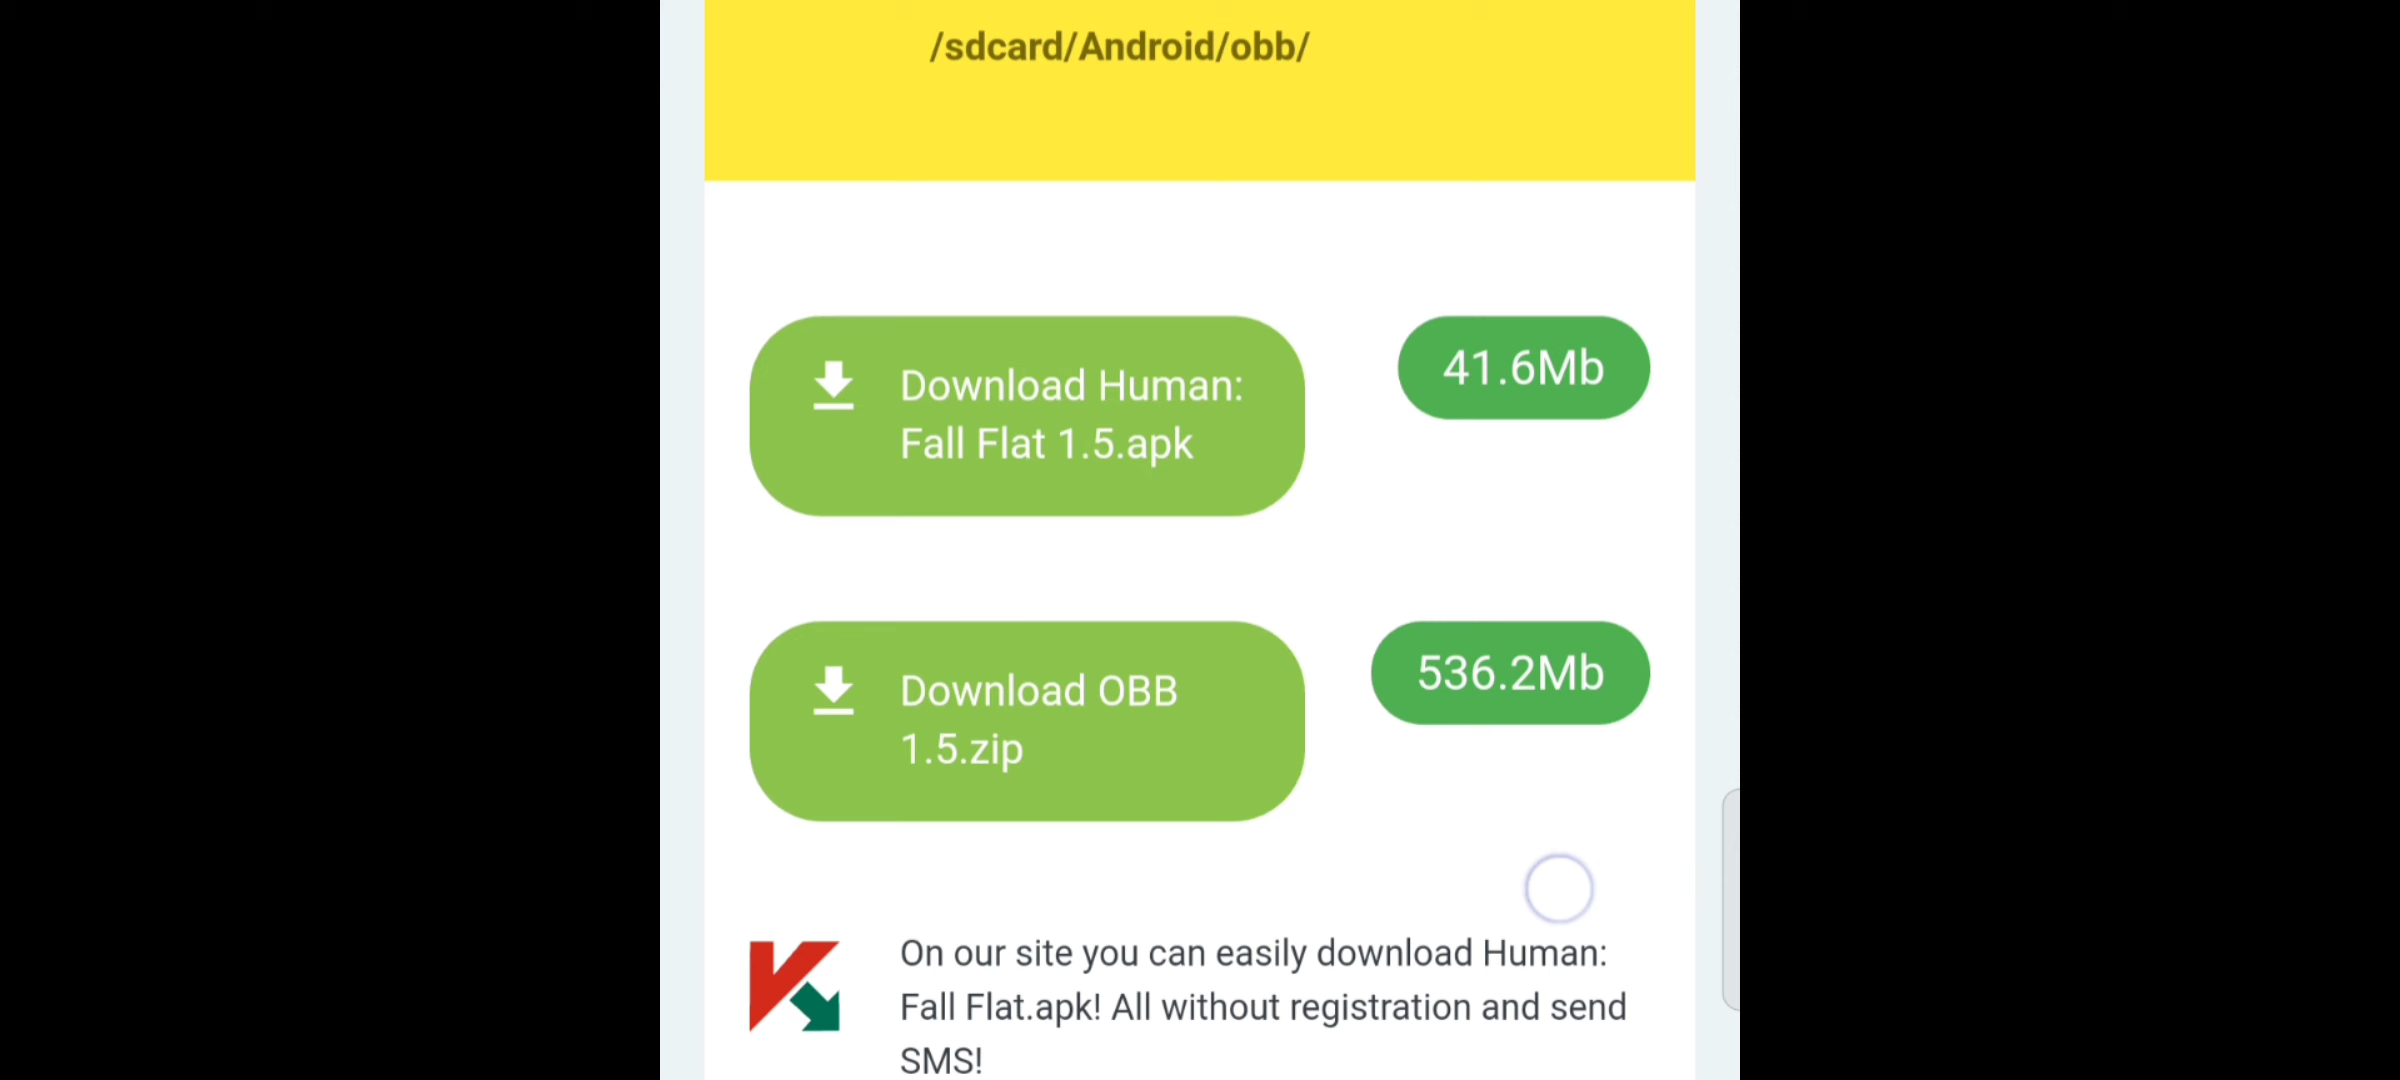 /sdcard/Android/obb/
Download Human:
Fall Flat 1.5.apk
41.6Mb
Download OBB
1.5.zip
536.2Mb
On our site you can easily download Human:
Fall Flat.apk! All without registration and send
SMS!